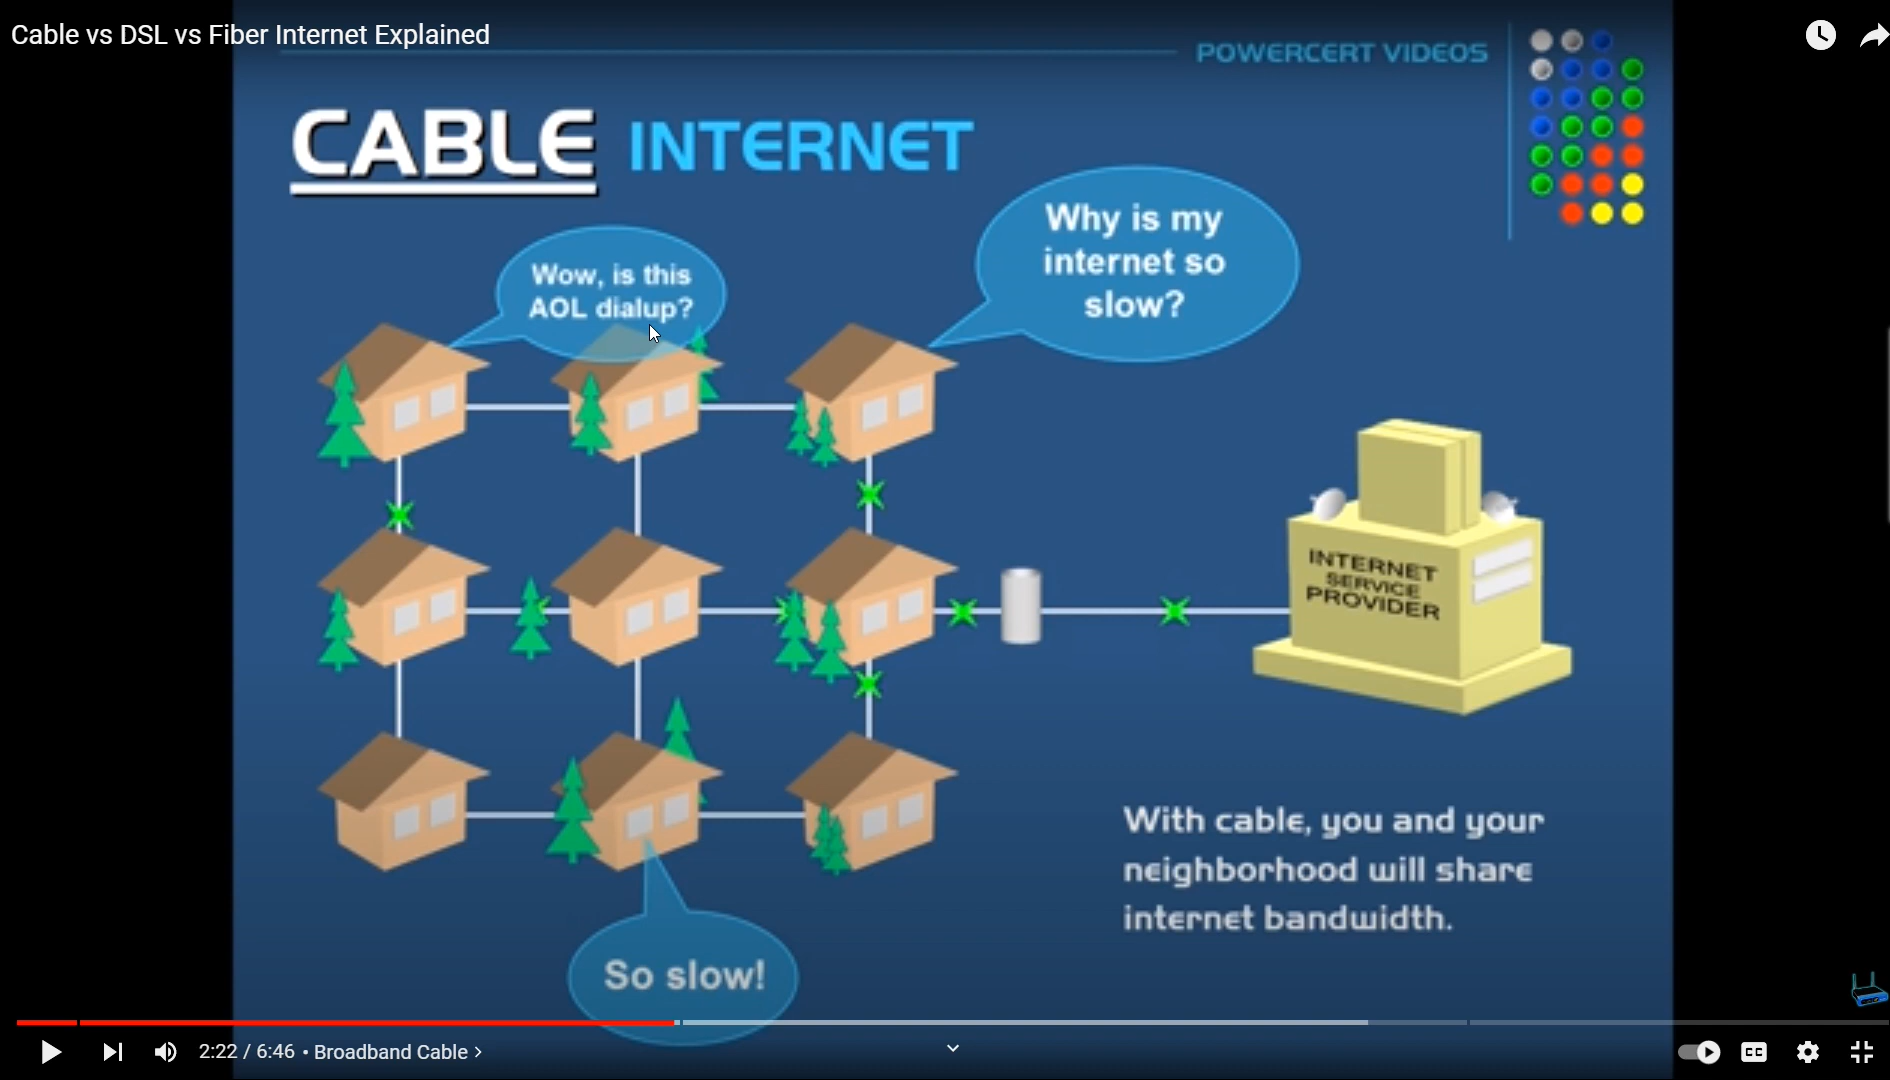 Cable vs DSL vs Fiber Internet Explained
POWERCERT VIDEOS
CABLE INTERNET
Wow, is this
AOL dialup?
Why is my
internet so
slow?
INTERNET
SERVICE
PROVIDER
With cable, you and your
neighborhood will share
internet bandwidth.
So slow!
2:22 / 6:46 • Broadband Cable >
CC